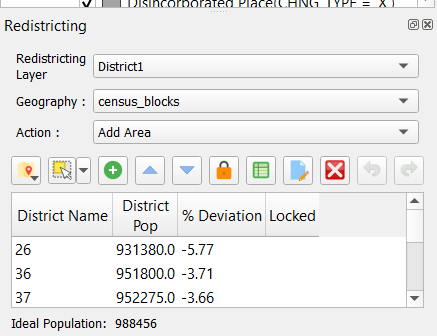 Disincorporated Place(CHNG_TYPE = X )
Redistricting
Redistricting
Layer
District1
Geography :
census_blocks
Action :
Add Area
District Name
District
Pop
% Deviation
Locked
26 931380.0 -5.77
36 951800.0 -3.71
37 952275.0 -3.66
Ideal Population: 988456